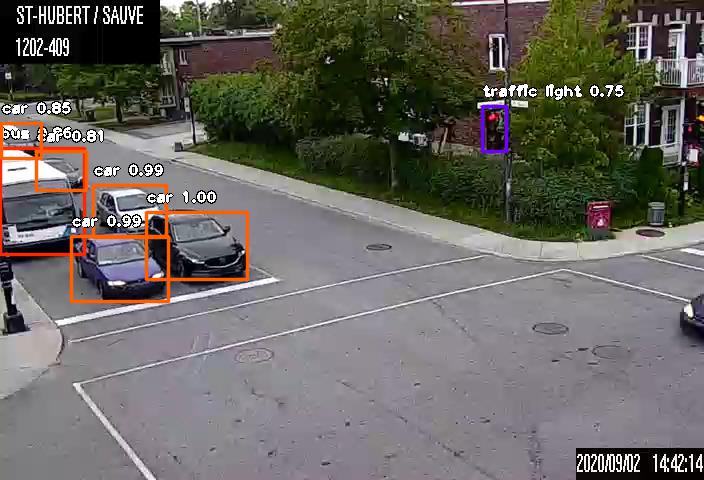 ST-HUBERT / SAUVE
1202-409
traffic light 0.75
car 0.85
car 0.81
car 0.99
car 1.00
car 0.99
2020/09/02 14:42:14